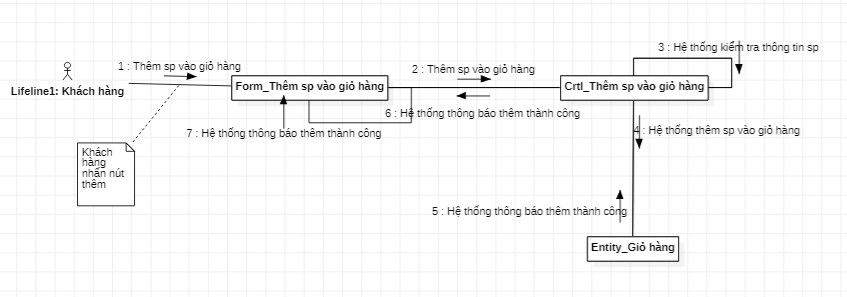 3 : Hệ thống kiểm tra thông tin sp
1 : Thêm sp vào giỏ hàng
2 : Thêm sp vào giỏ hàng
Lifeline1: Khách hàng
Form_Thêm sp vào giỏ hàng
Crtl_Thêm sp vào giỏ hàng
6 : Hệ thống thông báo thêm thành công
7 : Hệ thống thông báo thêm thành công
4 : Hệ thống thêm sp vào giỏ hàng
Khách
hàng
nhấn nút
thêm
5 : Hệ thống thông báo thêm thành công
Entity_Giỏ hàng